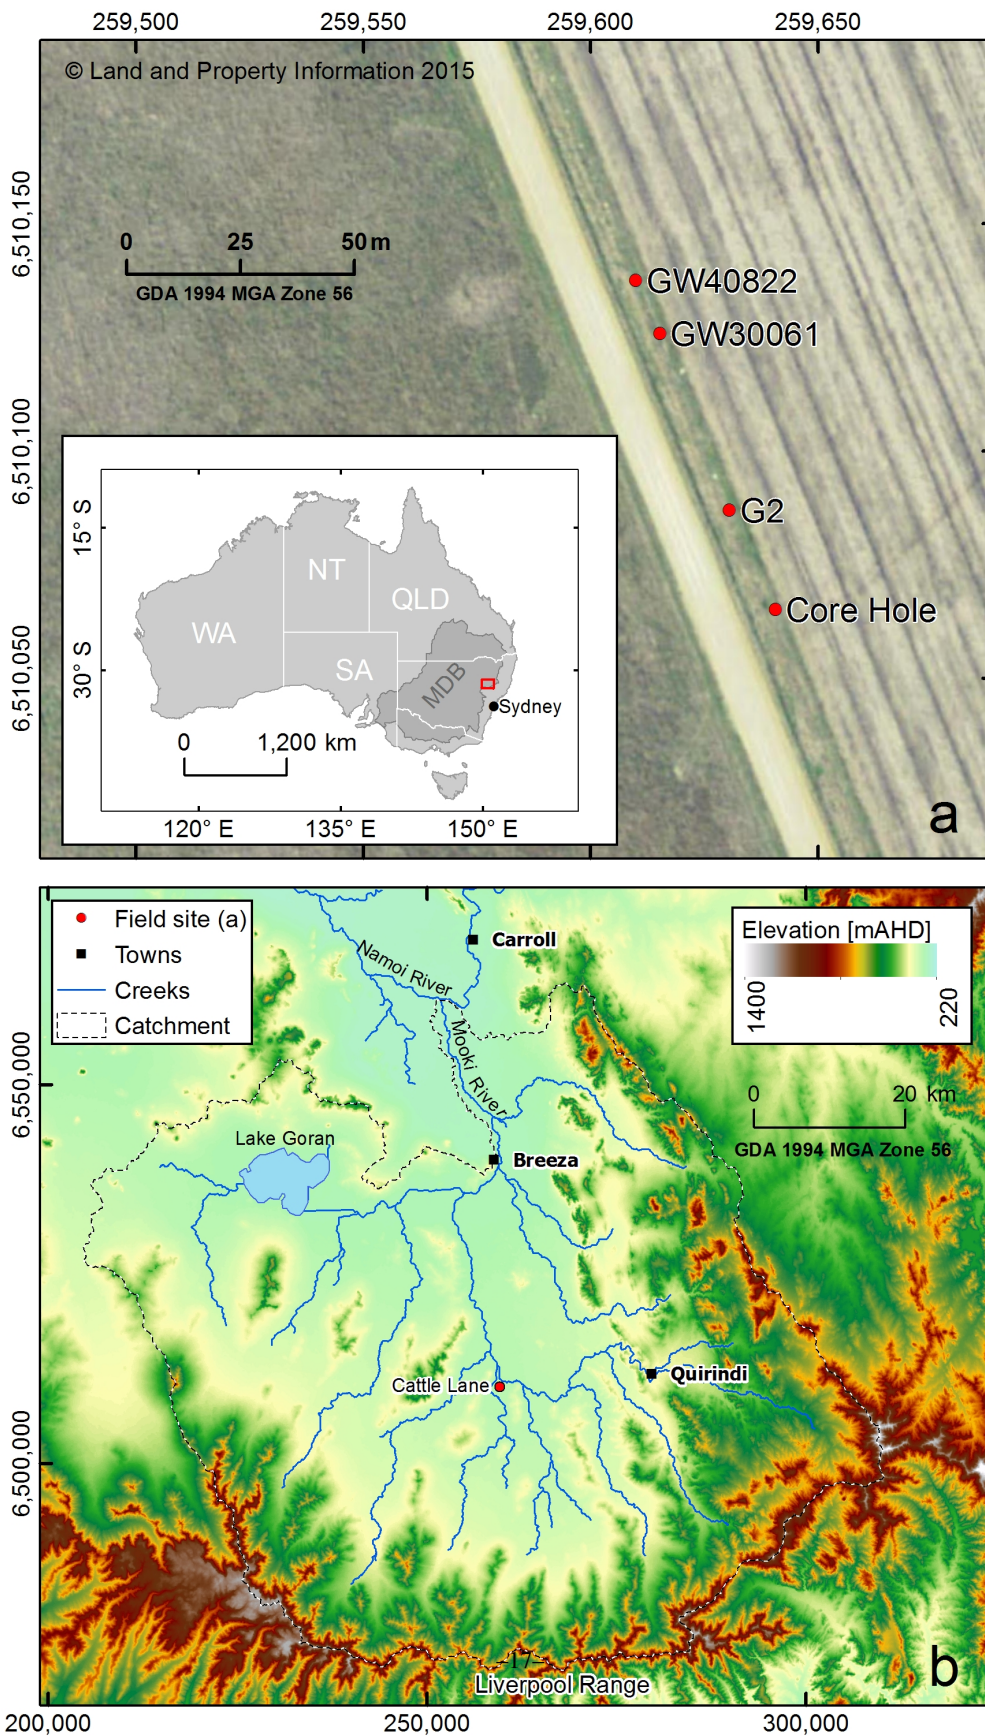 259,500 259,550 259,600 259,650
© Land and Property Information 2015
6,510,150
0 25 50 m
GDA 1994 MGA Zone 56
GW40822
GW30061
6,510,100
G2
Core Hole
6,510,050
15° S
30° S
NT
QLD
WA
SA
MDB
Sydney
0 1,200 km
120° E 135° E 150° E
a
Field site (a)
Towns
Creeks
Catchment
Carroll
Namoi River
Mooki River
Elevation [mAHD]
1400 220
6,550,000
0 20 km
GDA 1994 MGA Zone 56
Lake Goran
Breeza
Cattle Lane
Quirindi
6,500,000
–17–
Liverpool Range
b
200,000 250,000 300,000